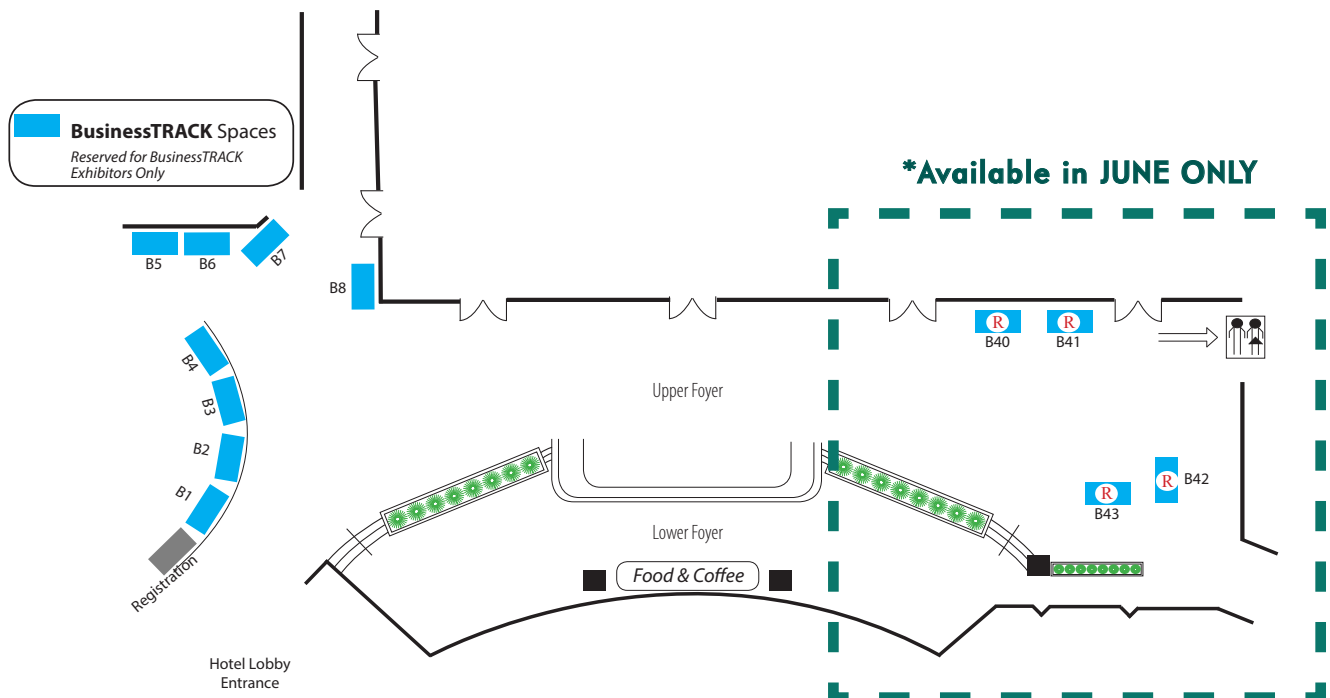 BusinessTRACK Spaces
Reserved for BusinessTRACK
Exhibitors Only
*Available in JUNE ONLY
B5
B6
B7
B8
R
R
B40
B41
B4
B3
B2
B1
Registration
Upper Foyer
R
B42
R
B43
Lower Foyer
Food & Coffee
Hotel Lobby
Entrance